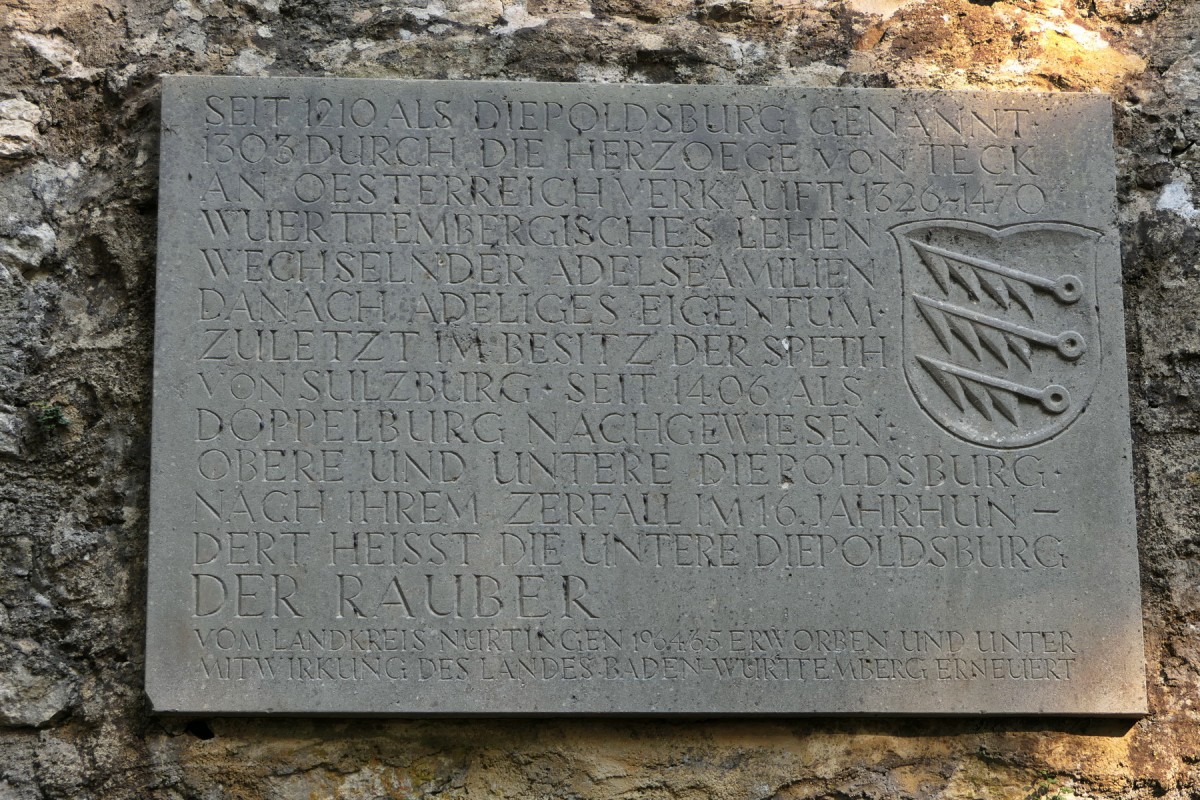 SEIT 1210 ALS DIEPOLDSBURG GENANNT
1303 DURCH DIE HERZOEGE VON TECK
AN OESTERREICH VERKAUFT · 1326-1470
WUERTTEMBERGISCHES LEHEN
WECHSELNDER ADELSFAMILIEN
DANACH ADELIGES EIGENTUM ·
ZULETZT IM BESITZ DER SPETH
VON SULZBURG · SEIT 1406 ALS
DOPPELBURG NACHGEWIESEN:
OBERE UND UNTERE DIEPOLDSBURG ·
NACH IHREM ZERFALL IM 16. JAHRHUN-
DERT HEISST DIE UNTERE DIEPOLDSBURG
DER RAUBER
VOM LANDKREIS NÜRTINGEN 1964/65 ERWORBEN UND UNTER
MITWIRKUNG DES LANDES BADEN-WÜRTTEMBERG ERNEUERT